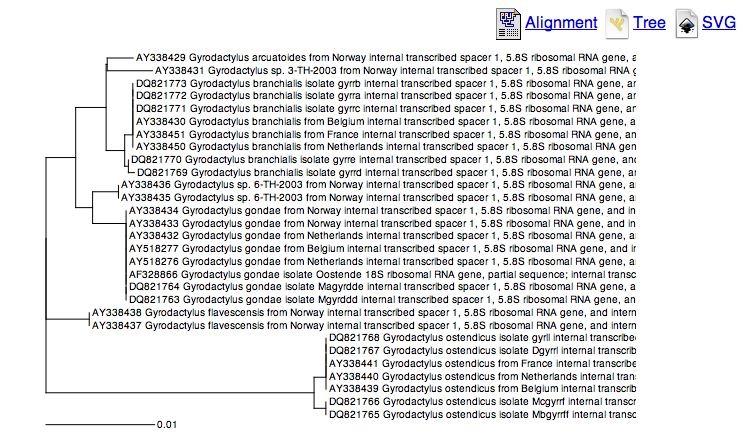 Alignment Tree SVG
AY338429 Gyrodactylus arcuatoides from Norway internal transcribed spacer 1, 5.8S ribosomal RNA gene, a
AY338431 Gyrodactylus sp. 3-TH-2003 from Norway internal transcribed spacer 1, 5.8S ribosomal RNA g
DQ821773 Gyrodactylus branchialis isolate gyrrb internal transcribed spacer 1, 5.8S ribosomal RNA gene, a
DQ821772 Gyrodactylus branchialis isolate gyrra internal transcribed spacer 1, 5.8S ribosomal RNA gene, a
DQ821771 Gyrodactylus branchialis isolate gyrrc internal transcribed spacer 1, 5.8S ribosomal RNA gene, a
AY338430 Gyrodactylus branchialis from Belgium internal transcribed spacer 1, 5.8S ribosomal RNA gene, a
AY338451 Gyrodactylus branchialis from France internal transcribed spacer 1, 5.8S ribosomal RNA gene, an
AY338450 Gyrodactylus branchialis from Netherlands internal transcribed spacer 1, 5.8S ribosomal RNA ge
DQ821770 Gyrodactylus branchialis isolate gyrre internal transcribed spacer 1, 5.8S ribosomal RNA gene, and
DQ821769 Gyrodactylus branchialis isolate gyrrd internal transcribed spacer 1, 5.8S ribosomal RNA gene, an
AY338436 Gyrodactylus sp. 6-TH-2003 from Norway internal transcribed spacer 1, 5.8S ribosomal RNA gene, a
AY338435 Gyrodactylus sp. 6-TH-2003 from Norway internal transcribed spacer 1, 5.8S ribosomal RNA gene, a
AY338434 Gyrodactylus gondae from Norway internal transcribed spacer 1, 5.8S ribosomal RNA gene, and in
AY338433 Gyrodactylus gondae from Norway internal transcribed spacer 1, 5.8S ribosomal RNA gene, and in
AY338432 Gyrodactylus gondae from Netherlands internal transcribed spacer 1, 5.8S ribosomal RNA gene, a
AY518277 Gyrodactylus gondae from Belgium internal transcribed spacer 1, 5.8S ribosomal RNA gene, and i
AY518276 Gyrodactylus gondae from Netherlands internal transcribed spacer 1, 5.8S ribosomal RNA gene, a
AF328866 Gyrodactylus gondae isolate Oostende 18S ribosomal RNA gene, partial sequence; internal transc
DQ821764 Gyrodactylus gondae isolate Magyrdde internal transcribed spacer 1, 5.8S ribosomal RNA gene, a
DQ821763 Gyrodactylus gondae isolate Mgyrddd internal transcribed spacer 1, 5.8S ribosomal RNA gene, an
AY338438 Gyrodactylus flavescensis from Norway internal transcribed spacer 1, 5.8S ribosomal RNA gene, and intern
AY338437 Gyrodactylus flavescensis from Norway internal transcribed spacer 1, 5.8S ribosomal RNA gene, and intern
DQ821768 Gyrodactylus ostendicus isolate gyrll internal transcribe
DQ821767 Gyrodactylus ostendicus isolate Dgyrrl internal transcrib
AY338441 Gyrodactylus ostendicus from France internal transcribe
AY338440 Gyrodactylus ostendicus from Netherlands internal tran
AY338439 Gyrodactylus ostendicus from Belgium internal transcrib
DQ821766 Gyrodactylus ostendicus isolate Mcgyrrf internal transc
DQ821765 Gyrodactylus ostendicus isolate Mbgyrrff internal transc
0.01